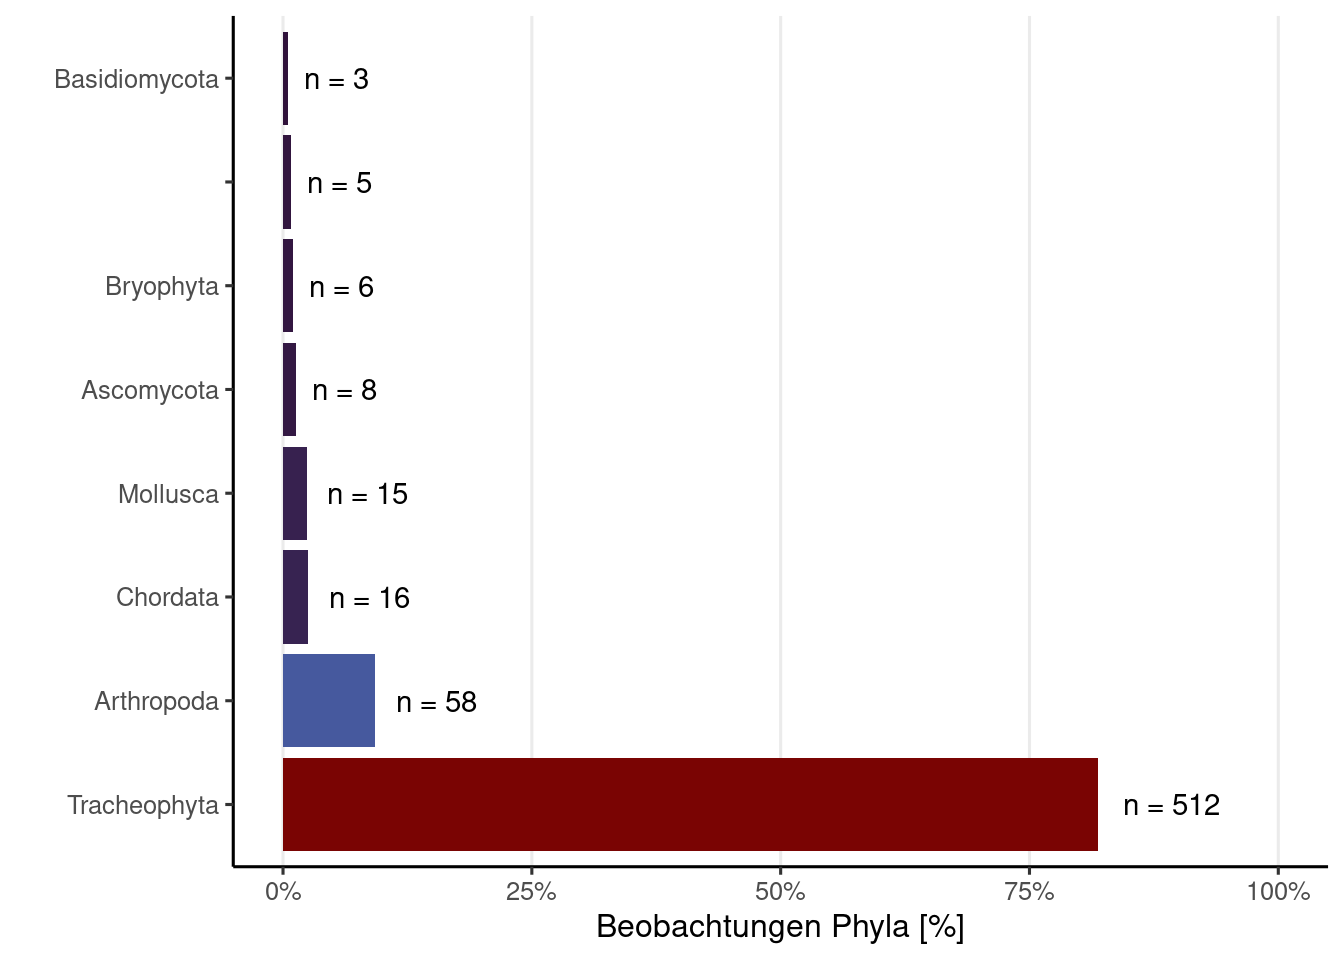 Basidiomycota n = 3
n = 5
Bryophyta n = 6
Ascomycota n = 8
Mollusca n = 15
Chordata n = 16
Arthropoda n = 58
Tracheophyta n = 512
0% 25% 50% 75% 100%
Beobachtungen Phyla [%]